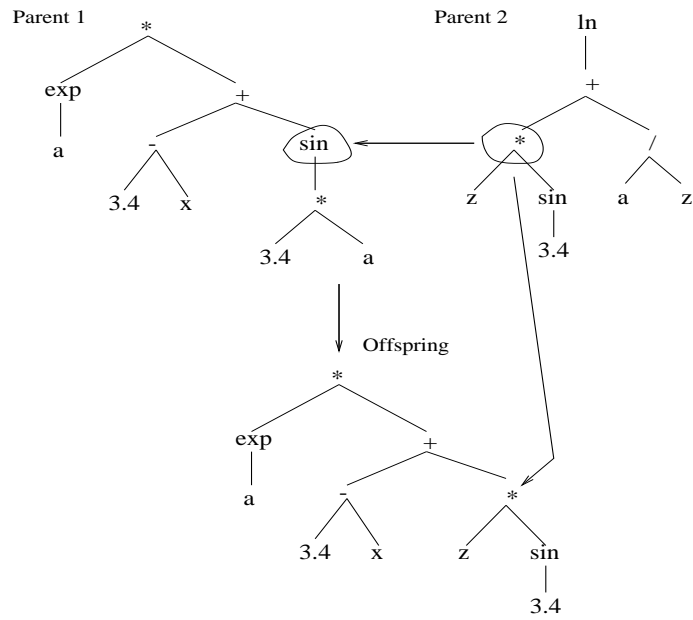 Parent 1 Parent 2
* ln
exp + +
a - sin * /
3.4 x * z sin a z
3.4 a 3.4
Offspring
*
exp +
a - *
3.4 x z sin
3.4